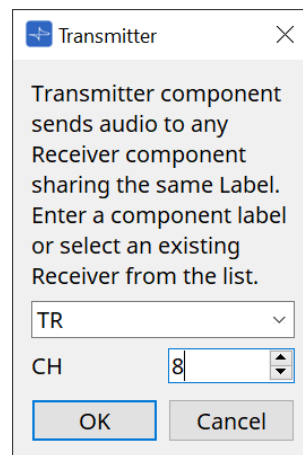 Transmitter
Transmitter component
sends audio to any
Receiver component
sharing the same Label.
Enter a component label
or select an existing
Receiver from the list.
TR
CH 8
OK Cancel